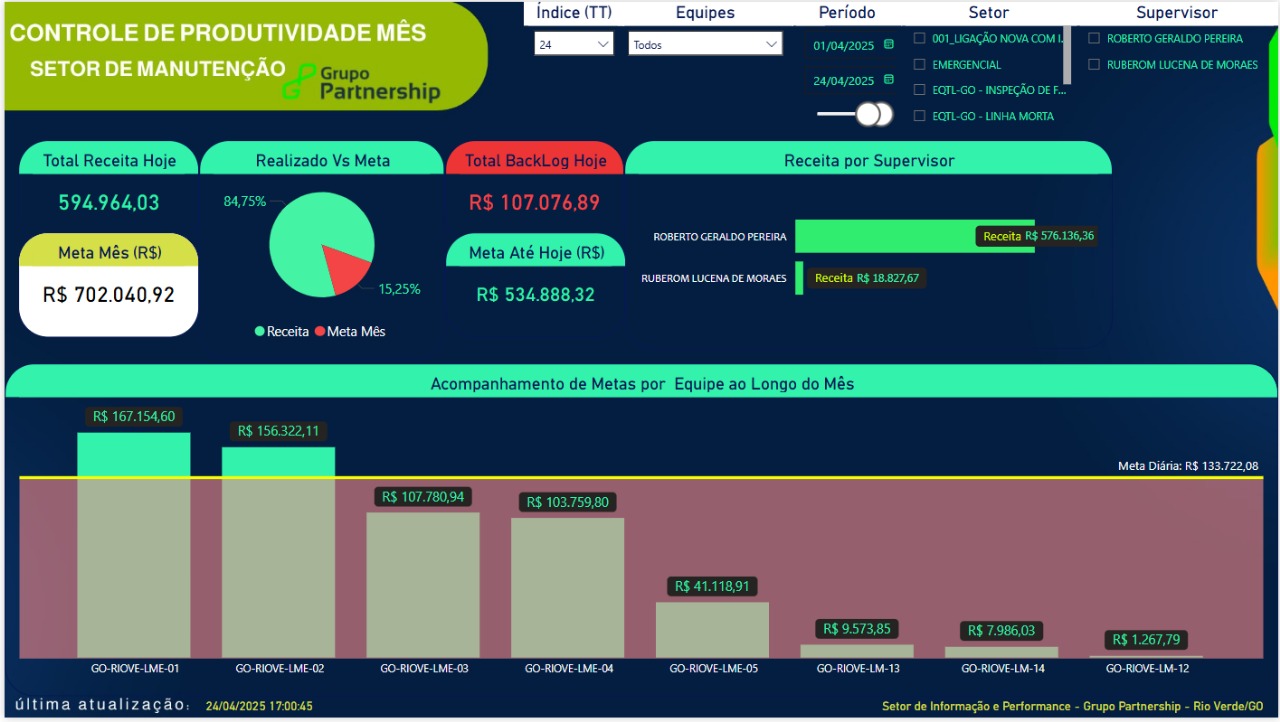 CONTROLE DE PRODUTIVIDADE MÊS
SETOR DE MANUTENÇÃO
Grupo
Partnership
Índice (TT)
24
Equipes
Todos
Período
01/04/2025
24/04/2025
Setor
001_LIGAÇÃO NOVA COM I...
EMERGENCIAL
EQTL-GO - INSPEÇÃO DE F...
EQTL-GO - LINHA MORTA
Supervisor
ROBERTO GERALDO PEREIRA
RUBEROM LUCENA DE MORAES
Total Receita Hoje
594.964,03
Meta Mês (R$)
R$ 702.040,92
Realizado Vs Meta
84,75%
15,25%
Receita Meta Mês
Total BackLog Hoje
R$ 107.076,89
Meta Até Hoje (R$)
R$ 534.888,32
Receita por Supervisor
ROBERTO GERALDO PEREIRA
Receita R$ 576.136,36
RUBEROM LUCENA DE MORAES
Receita R$ 18.827,67
Acompanhamento de Metas por Equipe ao Longo do Mês
R$ 167.154,60
R$ 156.322,11
Meta Diária: R$ 133.722,08
R$ 107.780,94
R$ 103.759,80
R$ 41.118,91
R$ 9.573,85
R$ 7.986,03
R$ 1.267,79
GO-RIOVE-LME-01
GO-RIOVE-LME-02
GO-RIOVE-LME-03
GO-RIOVE-LME-04
GO-RIOVE-LME-05
GO-RIOVE-LM-13
GO-RIOVE-LM-14
GO-RIOVE-LM-12
última atualização: 24/04/2025 17:00:45
Setor de Informação e Performance - Grupo Partnership - Rio Verde/GO